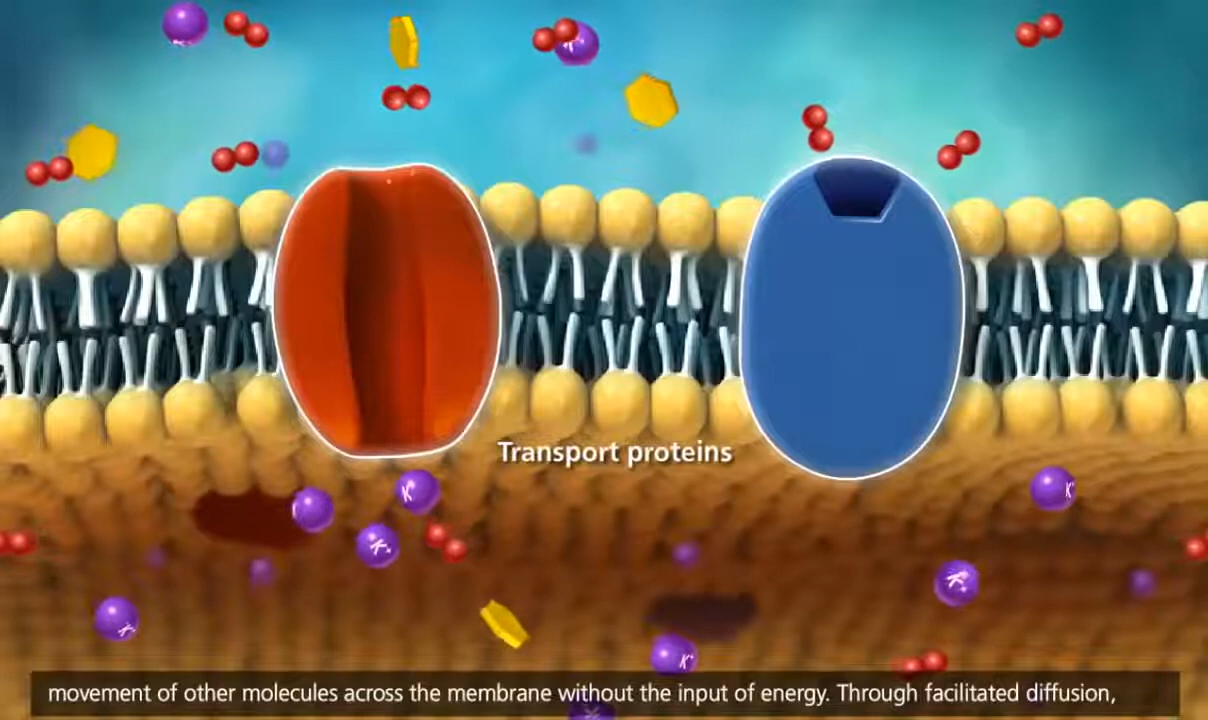 K+
K+
Transport proteins
K+
K+
K+
K+
K+
K+
movement of other molecules across the membrane without the input of energy. Through facilitated diffusion,